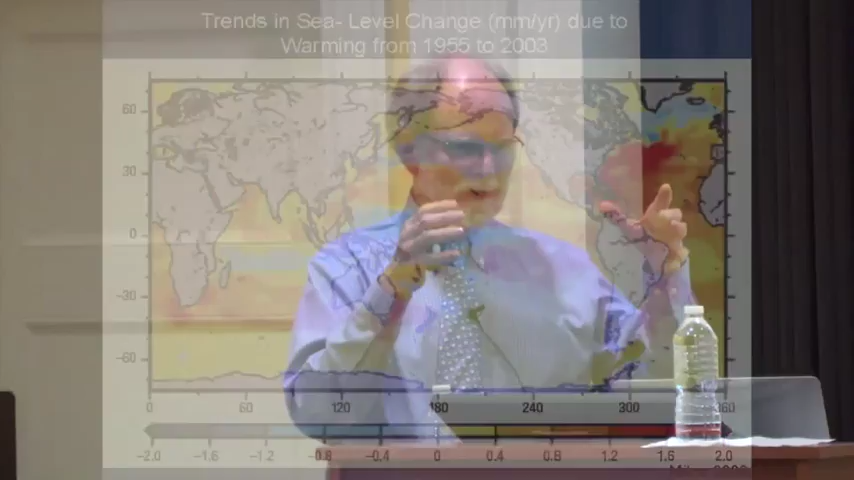 Trends in Sea- Level Change (mm/yr) due to
Warming from 1955 to 2003
60
30
0
-30
-60
0 60 120 180 240 300 360
-2.0 -1.6 -1.2 -0.8 -0.4 0 0.4 0.8 1.2 1.6 2.0